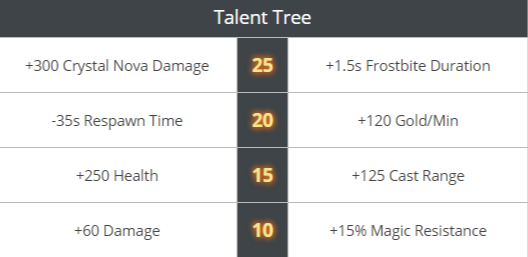 Talent Tree
+300 Crystal Nova Damage 25 +1.5s Frostbite Duration
-35s Respawn Time 20 +120 Gold/Min
+250 Health 15 +125 Cast Range
+60 Damage 10 +15% Magic Resistance